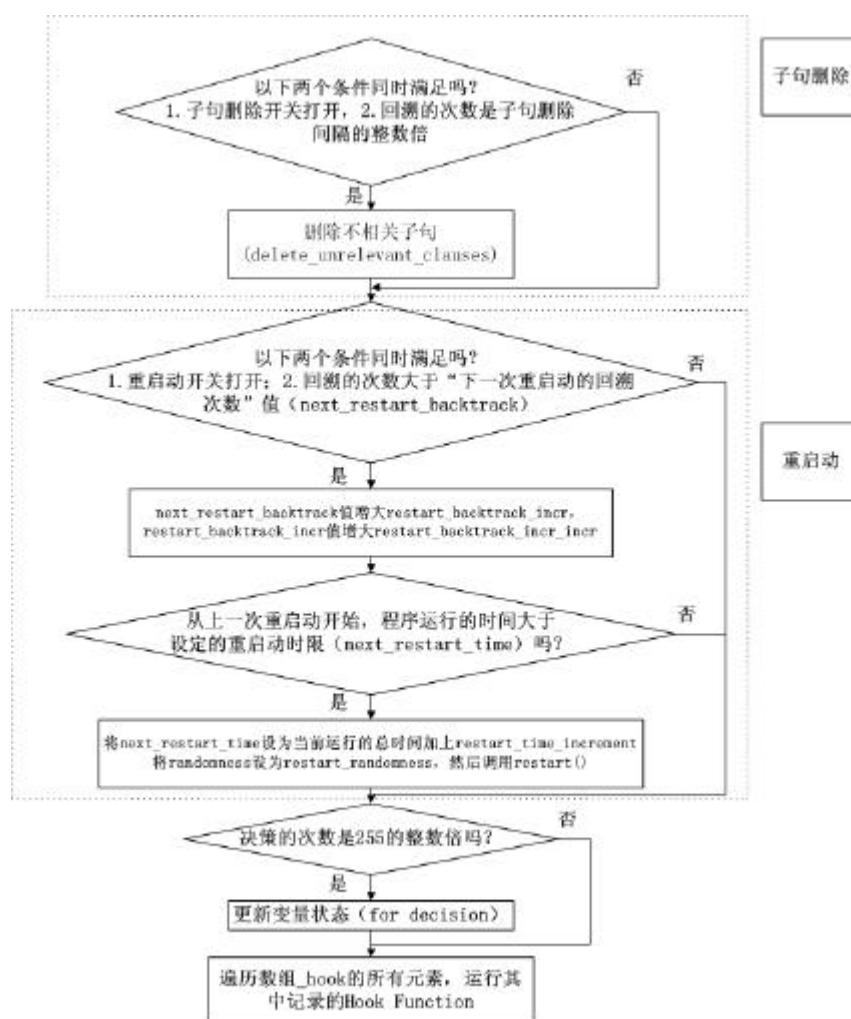 以下两个条件同时满足吗?
1.子句删除开关打开, 2.回溯的次数是子句删除
间隔的整数倍
否
子句删除
是
删除不相关子句
(delete_unrelevant_clauses)
以下两个条件同时满足吗?
1.重启动开关打开; 2.回溯的次数大于“下一次重启动的回溯
次数”值(next_restart_backtrack)
否
重启动
是
next_restart_backtrack值增大restart_backtrack_incr,
restart_backtrack_incr值增大restart_backtrack_incr_incr
从上一次重启动开始, 程序运行的时间大于
设定的重启动时限(next_restart_time)吗?
否
是
将next_restart_time设为当前运行的总时间加上restart_time_increment
将randomness设为restart_randomness, 然后调用restart()
决策的次数是255的整数倍吗?
否
是
更新变量状态(for decision)
遍历数组_hook的所有元素, 运行其
中记录的Hook Function